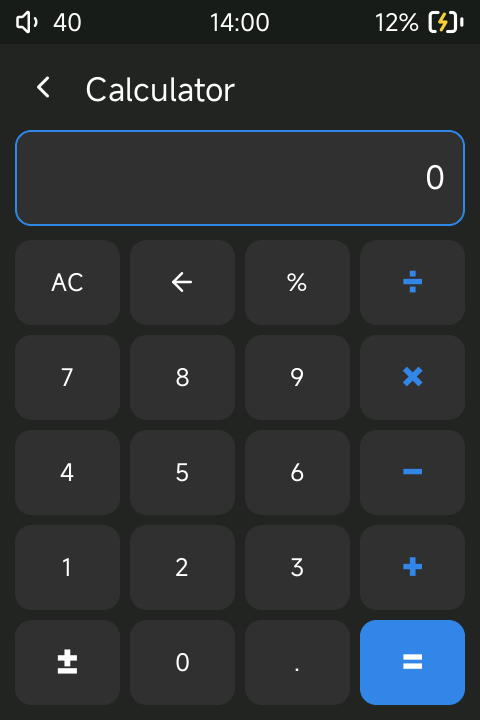 40 14:00 12%
Calculator
0
AC ← % ÷
7 8 9 ×
4 5 6 −
1 2 3 +
± 0 . =